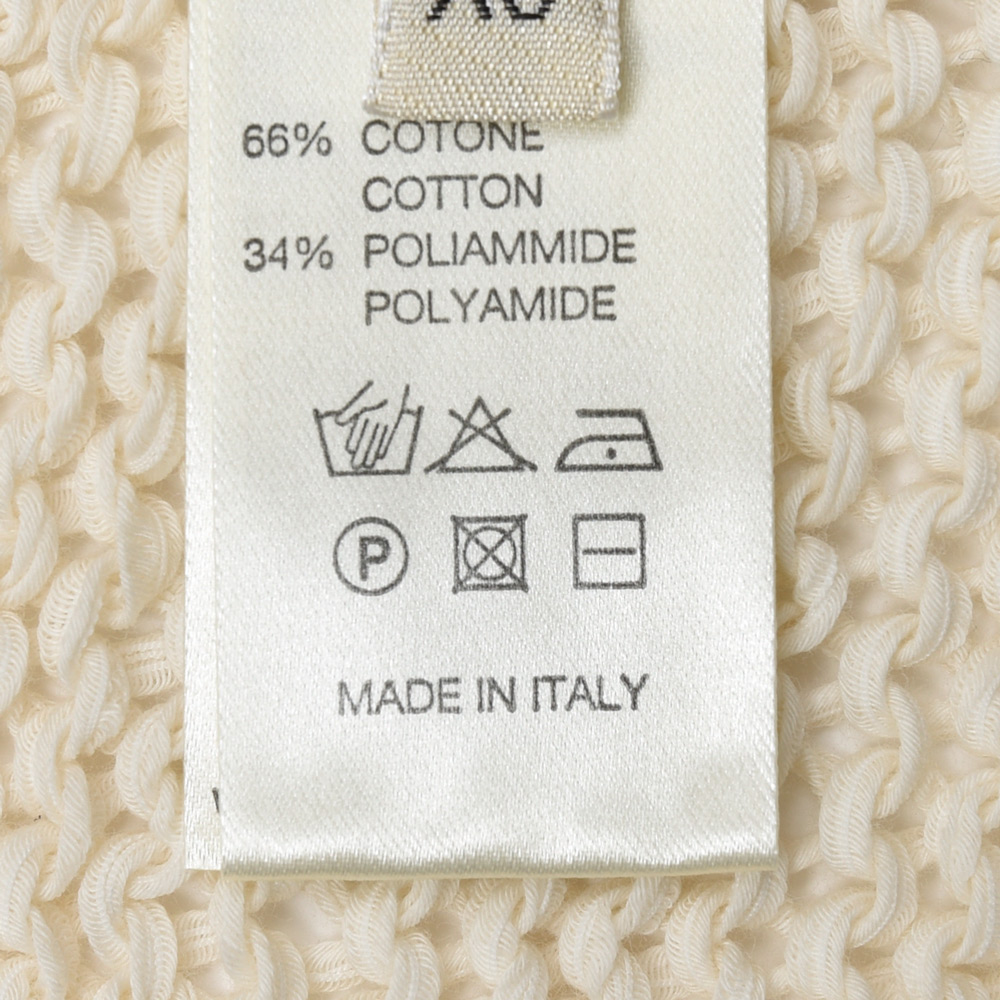 66% COTONE
COTTON
34% POLIAMMIDE
POLYAMIDE
P
MADE IN ITALY